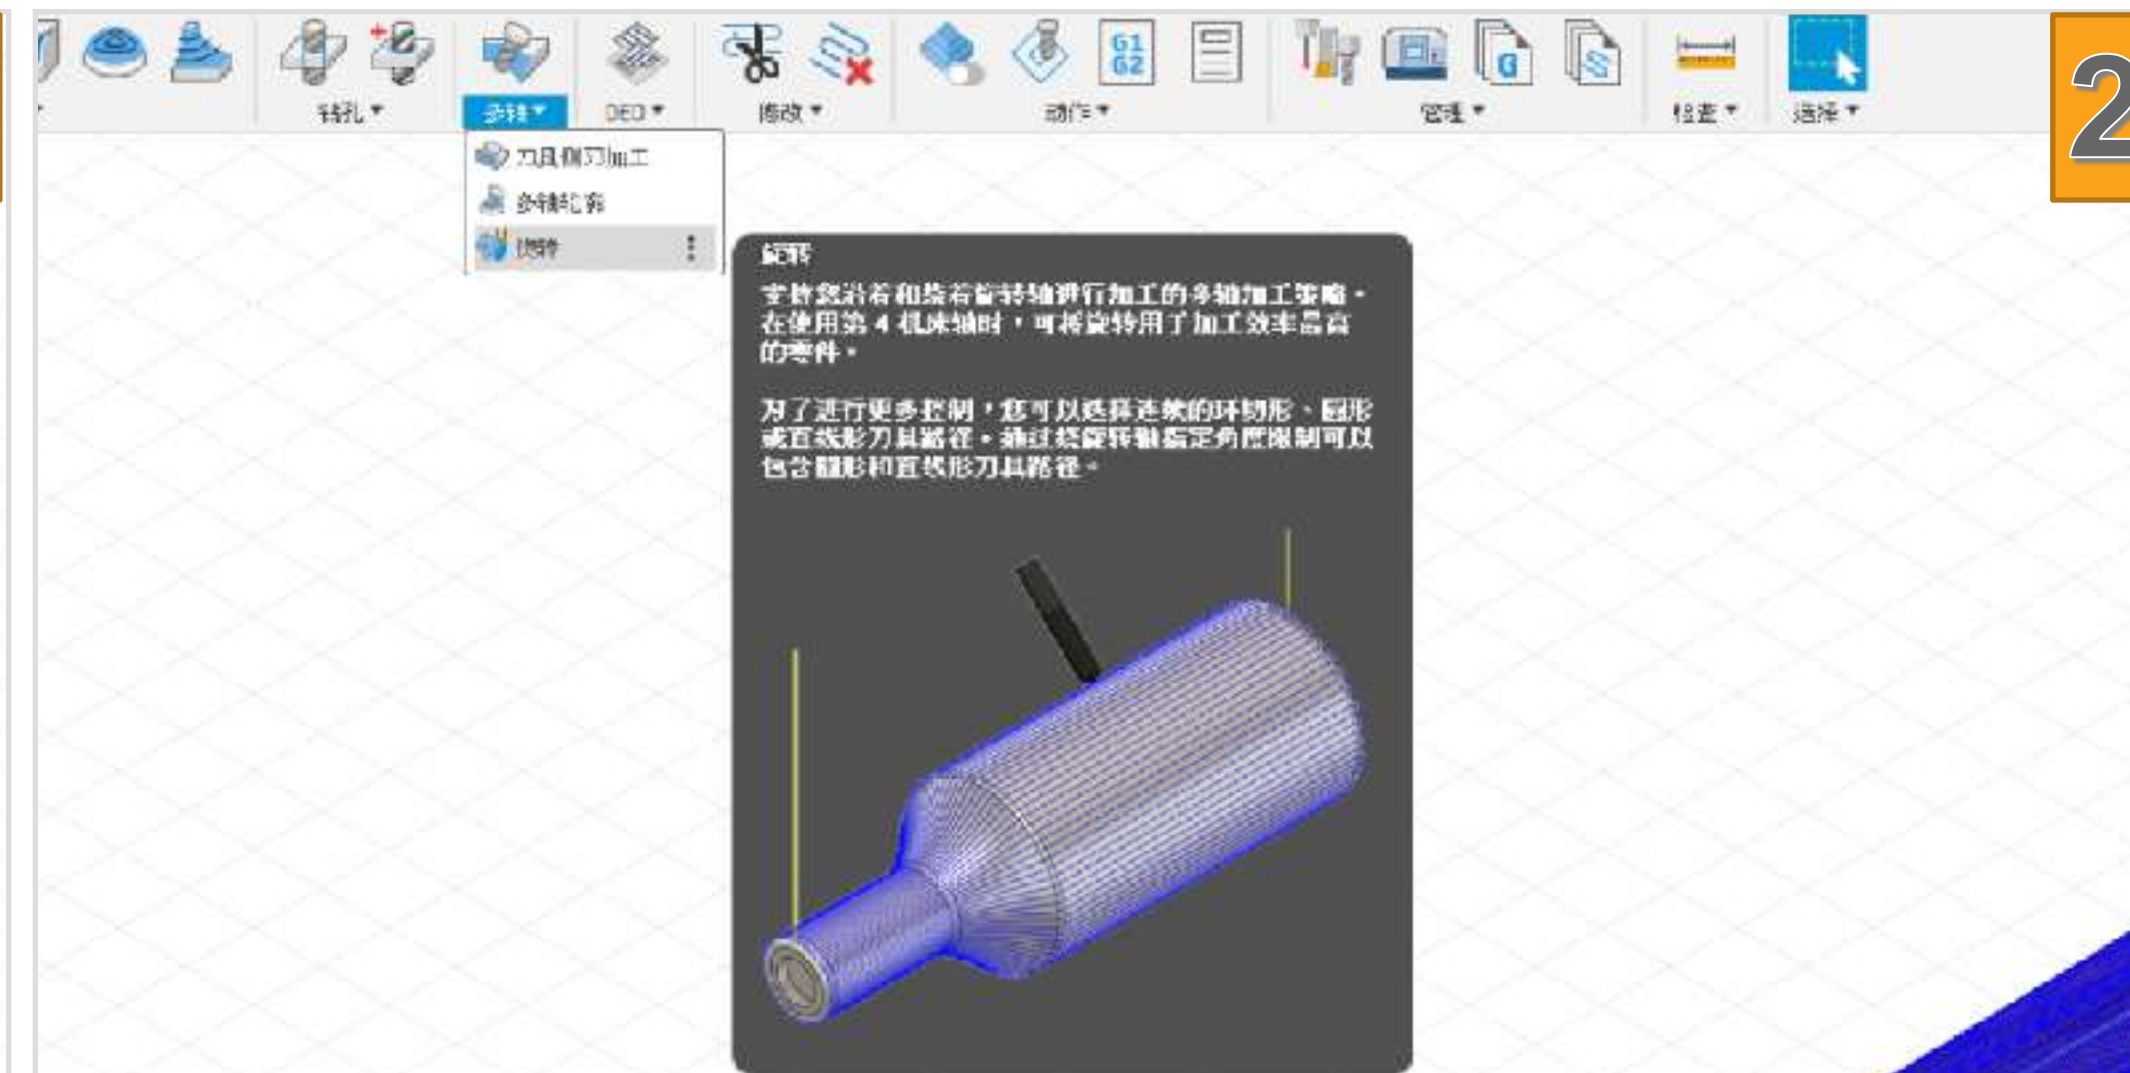 G1
G2
G
钻孔
多轴
DED
修改
动作
管理
检查
选择
2
刀具侧刃加工
多轴轮廓
旋转
旋转
支持您沿着和绕着旋转轴进行加工的多轴加工策略。
在使用第 4 机床轴时，可将旋转用于加工效率最高
的零件。
为了进行更多控制，您可以选择连续的环切形、圆形
或直线形刀具路径。通过绕旋转轴指定角度限制可以
包含圆形和直线形刀具路径。